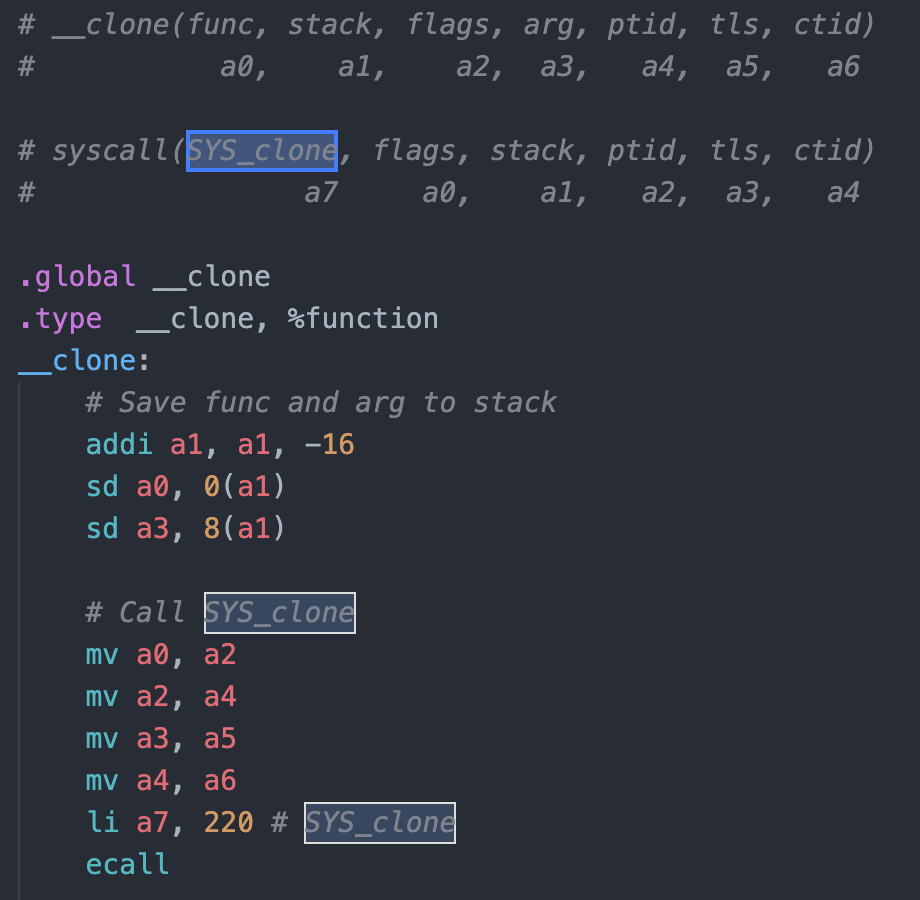 # __clone(func, stack, flags, arg, ptid, tls, ctid)
#           a0,    a1,    a2,  a3,   a4,  a5,   a6
# syscall(SYS_clone, flags, stack, ptid, tls, ctid)
#                a7     a0,    a1,   a2,  a3,   a4
.global __clone
.type  __clone, %function
__clone:
    # Save func and arg to stack
    addi a1, a1, -16
    sd a0, 0(a1)
    sd a3, 8(a1)
    # Call SYS_clone
    mv a0, a2
    mv a2, a4
    mv a3, a5
    mv a4, a6
    li a7, 220 # SYS_clone
    ecall